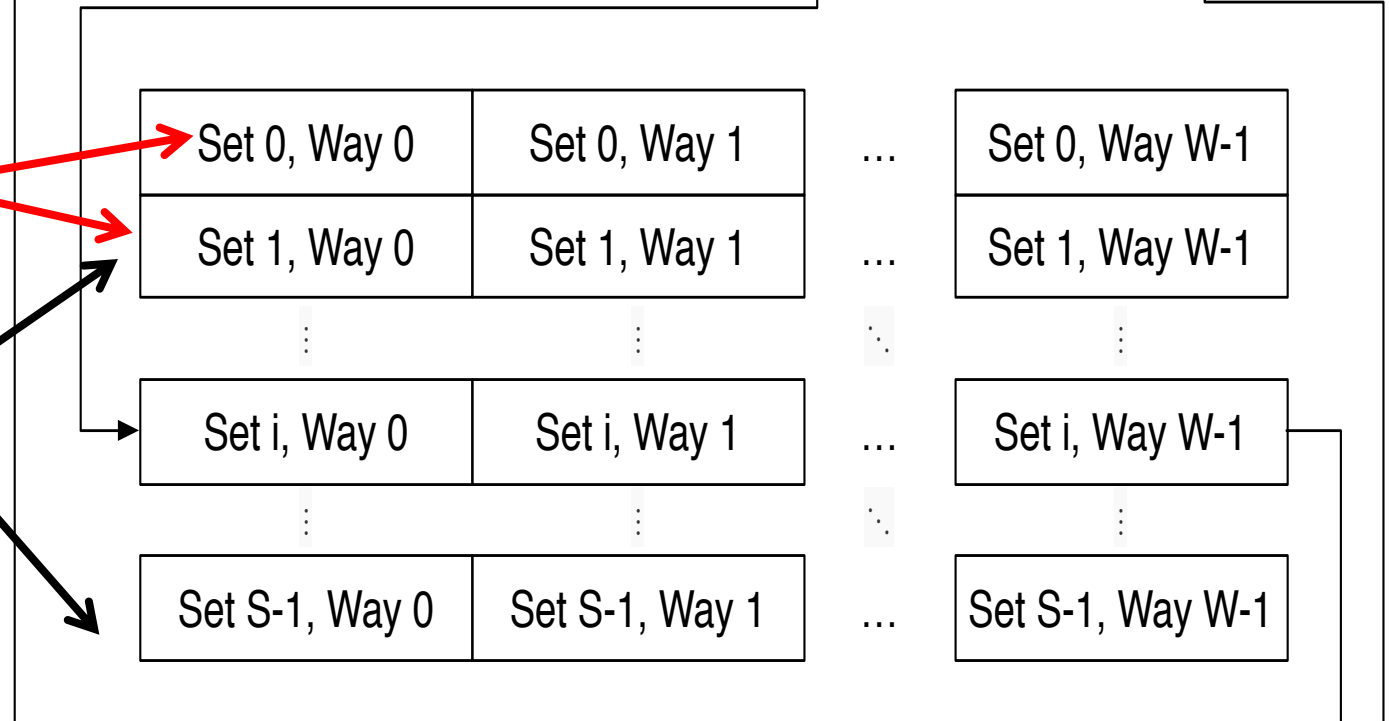 Set 0, Way 0 Set 0, Way 1 … Set 0, Way W-1
Set 1, Way 0 Set 1, Way 1 … Set 1, Way W-1
⋮ ⋮ ⋱ ⋮
Set i, Way 0 Set i, Way 1 … Set i, Way W-1
⋮ ⋮ ⋱ ⋮
Set S-1, Way 0 Set S-1, Way 1 … Set S-1, Way W-1